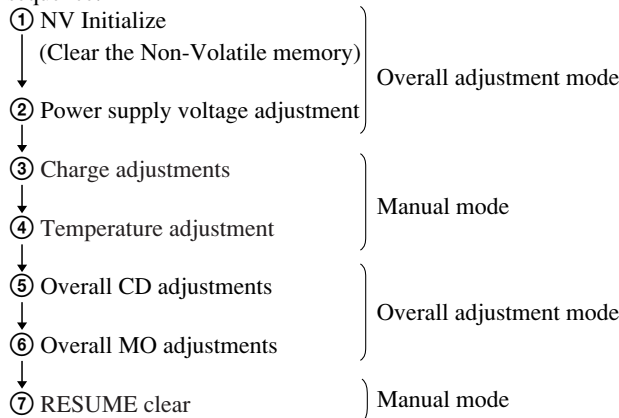 ① NV Initialize
(Clear the Non-Volatile memory)
Overall adjustment mode
② Power supply voltage adjustment
③ Charge adjustments
Manual mode
④ Temperature adjustment
⑤ Overall CD adjustments
Overall adjustment mode
⑥ Overall MO adjustments
⑦ RESUME clear
Manual mode